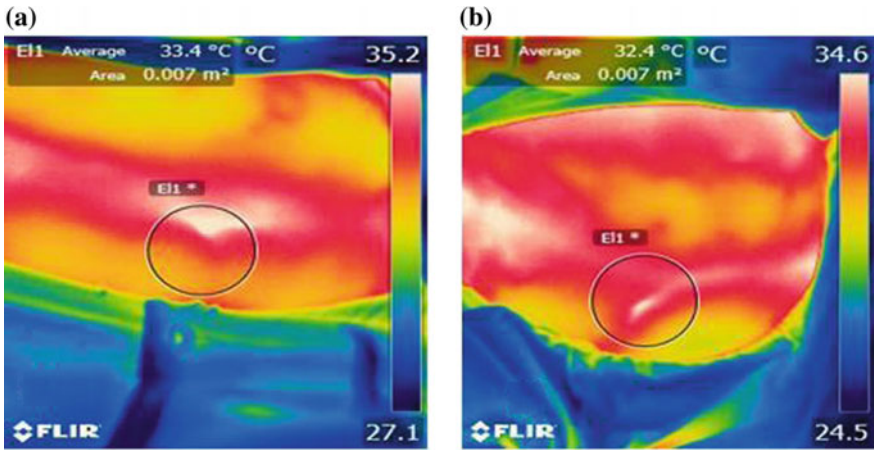 (a)
El1 Average 33.4 °C °C 35.2
Area 0.007 m²
El1 *
FLIR
27.1
(b)
El1 Average 32.4 °C °C 34.6
Area 0.007 m²
El1 *
FLIR
24.5